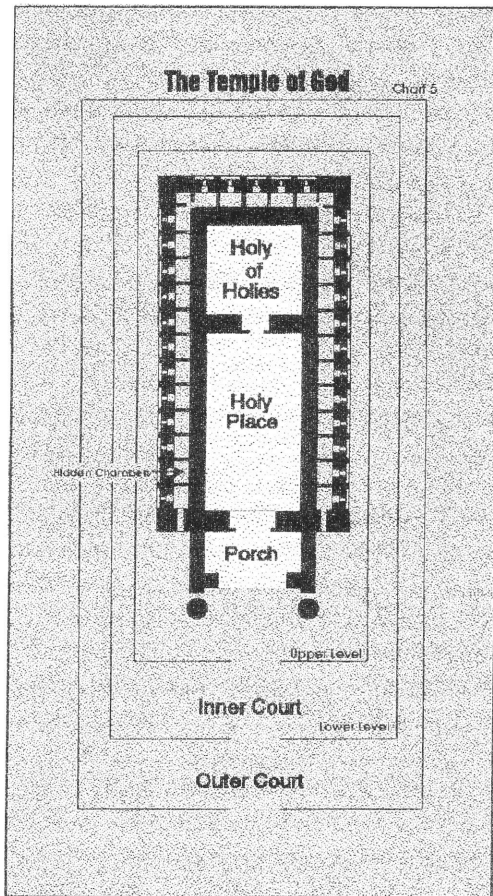 The Temple of God
Chart 5
Holy
of
Holies
Holy
Place
Hidden Chambers
Porch
Upper Level
Inner Court
Lower Level
Outer Court